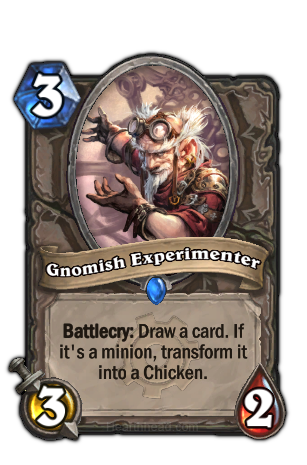 3
Gnomish Experimenter
Battlecry: Draw a card. If
it's a minion, transform it
into a Chicken.
3
2